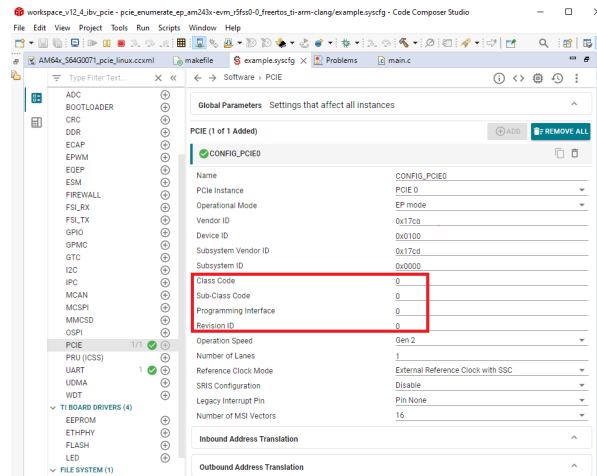 workspace_v12_4_ibv_pcie - pcie_enumerate_ep_am243x-evm_r5fss0-0_freertos_ti-arm-clang/example.syscfg - Code Composer Studio
File Edit View Project Tools Run Scripts Window Help
AM64x_S64G0071_pcie_linux.ccxml makefile example.syscfg Problems main.c
Type Filter Text... Software › PCIE
ADC
BOOTLOADER
CRC
DDR
ECAP
EPWM
EQEP
ESM
FIREWALL
FSI_RX
FSI_TX
GPIO
GPMC
GTC
I2C
IPC
MCAN
MCSPI
MMCSD
OSPI
PCIE 1/1
PRU (ICSS)
UART 1
UDMA
WDT
TI BOARD DRIVERS (4)
EEPROM
ETHPHY
FLASH
LED
FILE SYSTEM (1)
Global Parameters Settings that affect all instances
PCIE (1 of 1 Added) ADD REMOVE ALL
CONFIG_PCIE0
Name CONFIG_PCIE0
PCIe Instance PCIE 0
Operational Mode EP mode
Vendor ID 0x17cd
Device ID 0x0100
Subsystem Vendor ID 0x17cd
Subsystem ID 0x0000
Class Code 0
Sub-Class Code 0
Programming Interface 0
Revision ID 0
Operation Speed Gen 2
Number of Lanes 1
Reference Clock Mode External Reference Clock with SSC
SRIS Configuration Disable
Legacy Interrupt Pin Pin None
Number of MSI Vectors 16
Inbound Address Translation
Outbound Address Translation